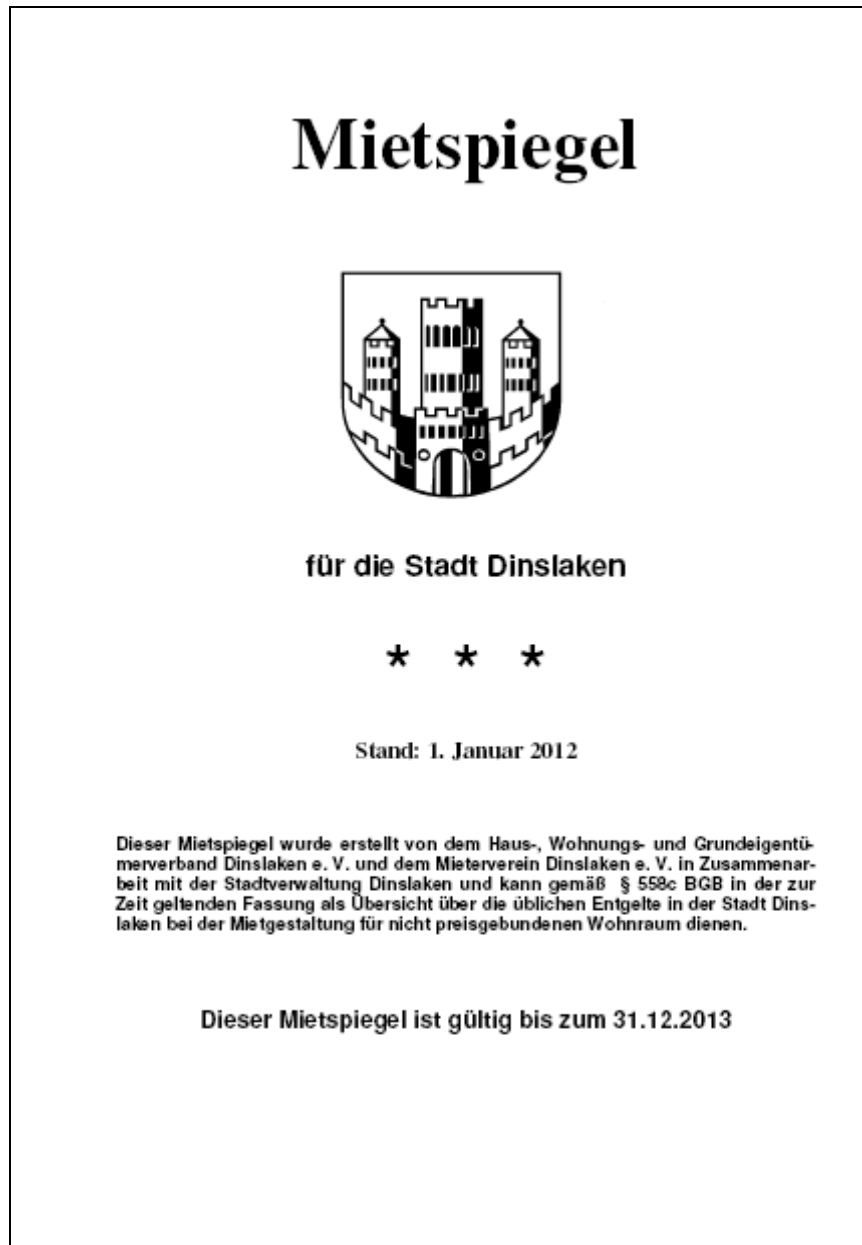 Mietspiegel
für die Stadt Dinslaken
* * *
Stand: 1. Januar 2012
Dieser Mietspiegel wurde erstellt von dem Haus-, Wohnungs- und Grundeigentü-
merverband Dinslaken e. V. und dem Mieterverein Dinslaken e. V. in Zusammenar-
beit mit der Stadtverwaltung Dinslaken und kann gemäß § 558c BGB in der zur
Zeit geltenden Fassung als Übersicht über die üblichen Entgelte in der Stadt Dins-
laken bei der Mietgestaltung für nicht preisgebundenen Wohnraum dienen.
Dieser Mietspiegel ist gültig bis zum 31.12.2013